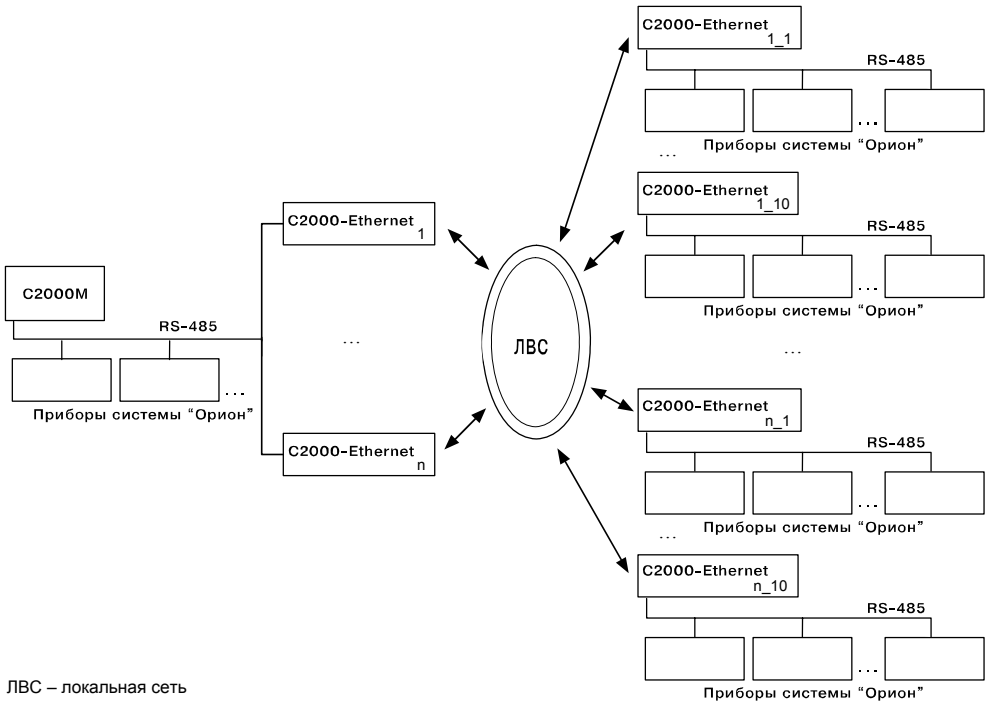 С2000-Ethernet
1_1
RS-485
...
Приборы системы “Орион”
...
С2000-Ethernet
1_10
RS-485
...
Приборы системы “Орион”
С2000-Ethernet
1
С2000М
RS-485
...
Приборы системы “Орион”
...
ЛВС
...
С2000-Ethernet
n
С2000-Ethernet
n_1
RS-485
...
Приборы системы “Орион”
...
С2000-Ethernet
n_10
RS-485
...
Приборы системы “Орион”
ЛВС – локальная сеть